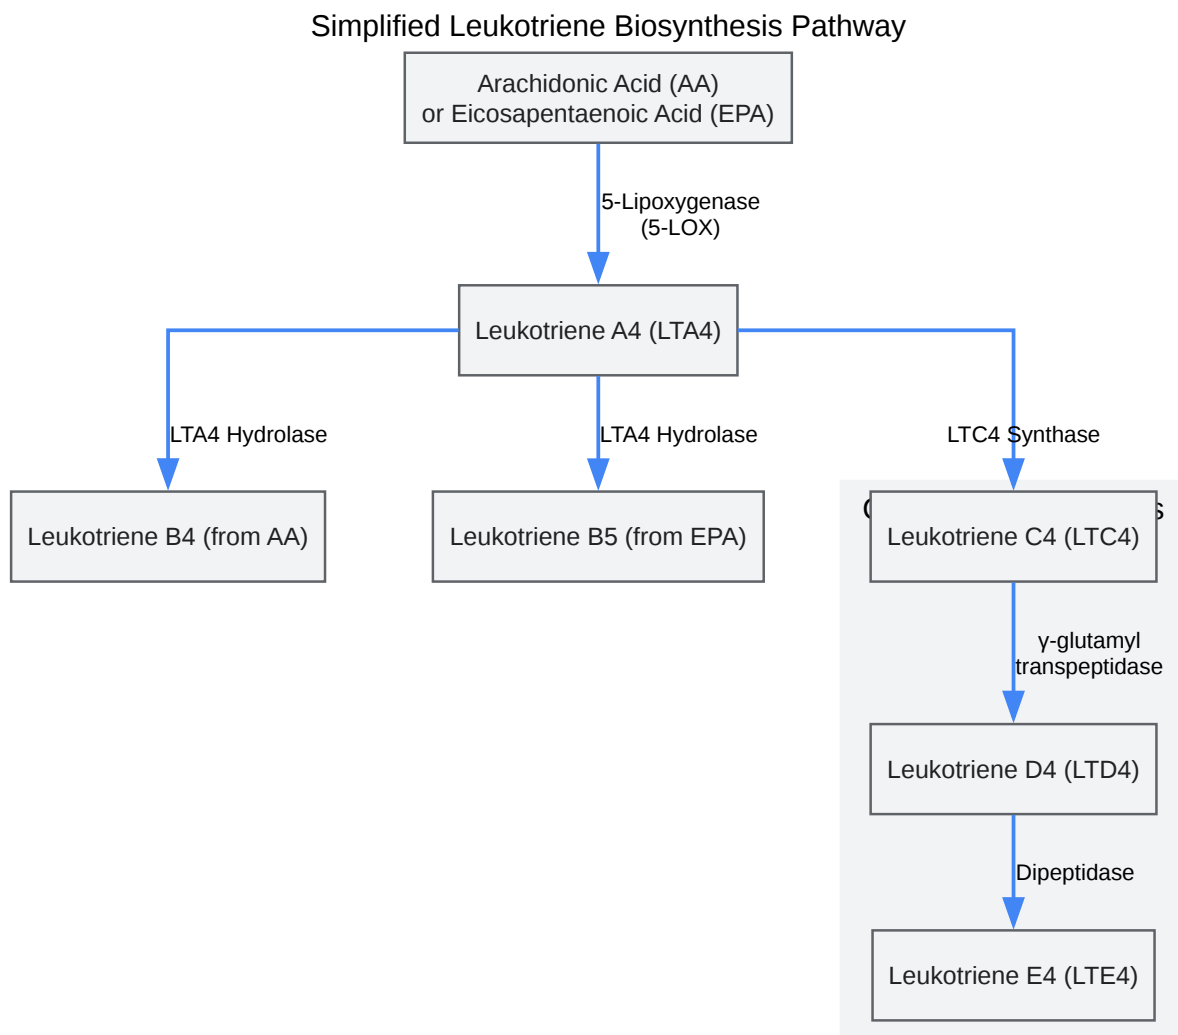 Simplified Leukotriene Biosynthesis Pathway
Arachidonic Acid (AA)
or Eicosapentaenoic Acid (EPA)
5-Lipoxygenase
(5-LOX)
Leukotriene A4 (LTA4)
LTA4 Hydrolase
LTA4 Hydrolase
LTC4 Synthase
Leukotriene B4 (from AA)
Leukotriene B5 (from EPA)
Leukotriene C4 (LTC4)
γ-glutamyl
transpeptidase
Leukotriene D4 (LTD4)
Dipeptidase
Leukotriene E4 (LTE4)